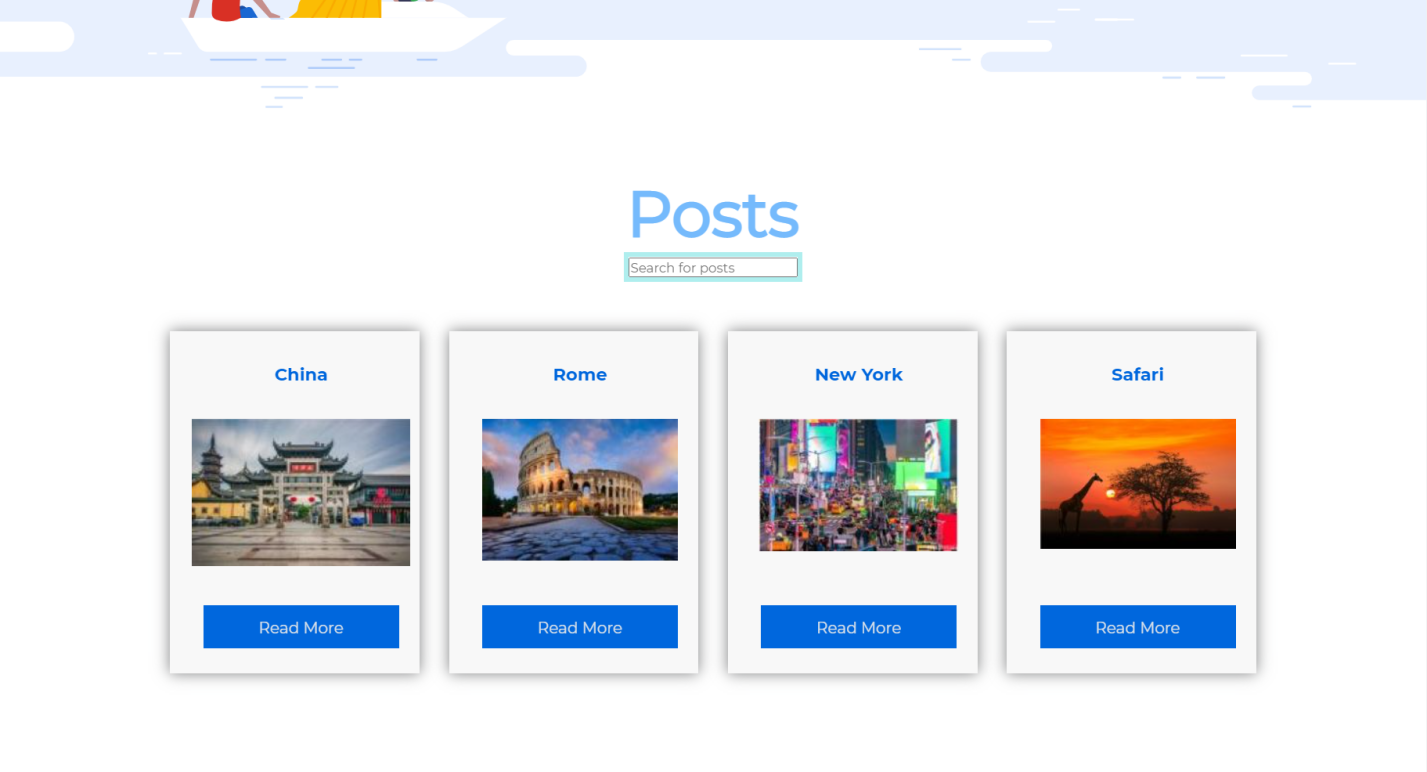 Posts
Search for posts
China
Rome
New York
Safari
Read More
Read More
Read More
Read More